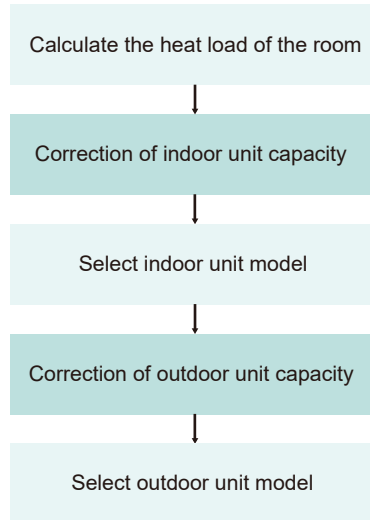 Calculate the heat load of the room
Correction of indoor unit capacity
Select indoor unit model
Correction of outdoor unit capacity
Select outdoor unit model